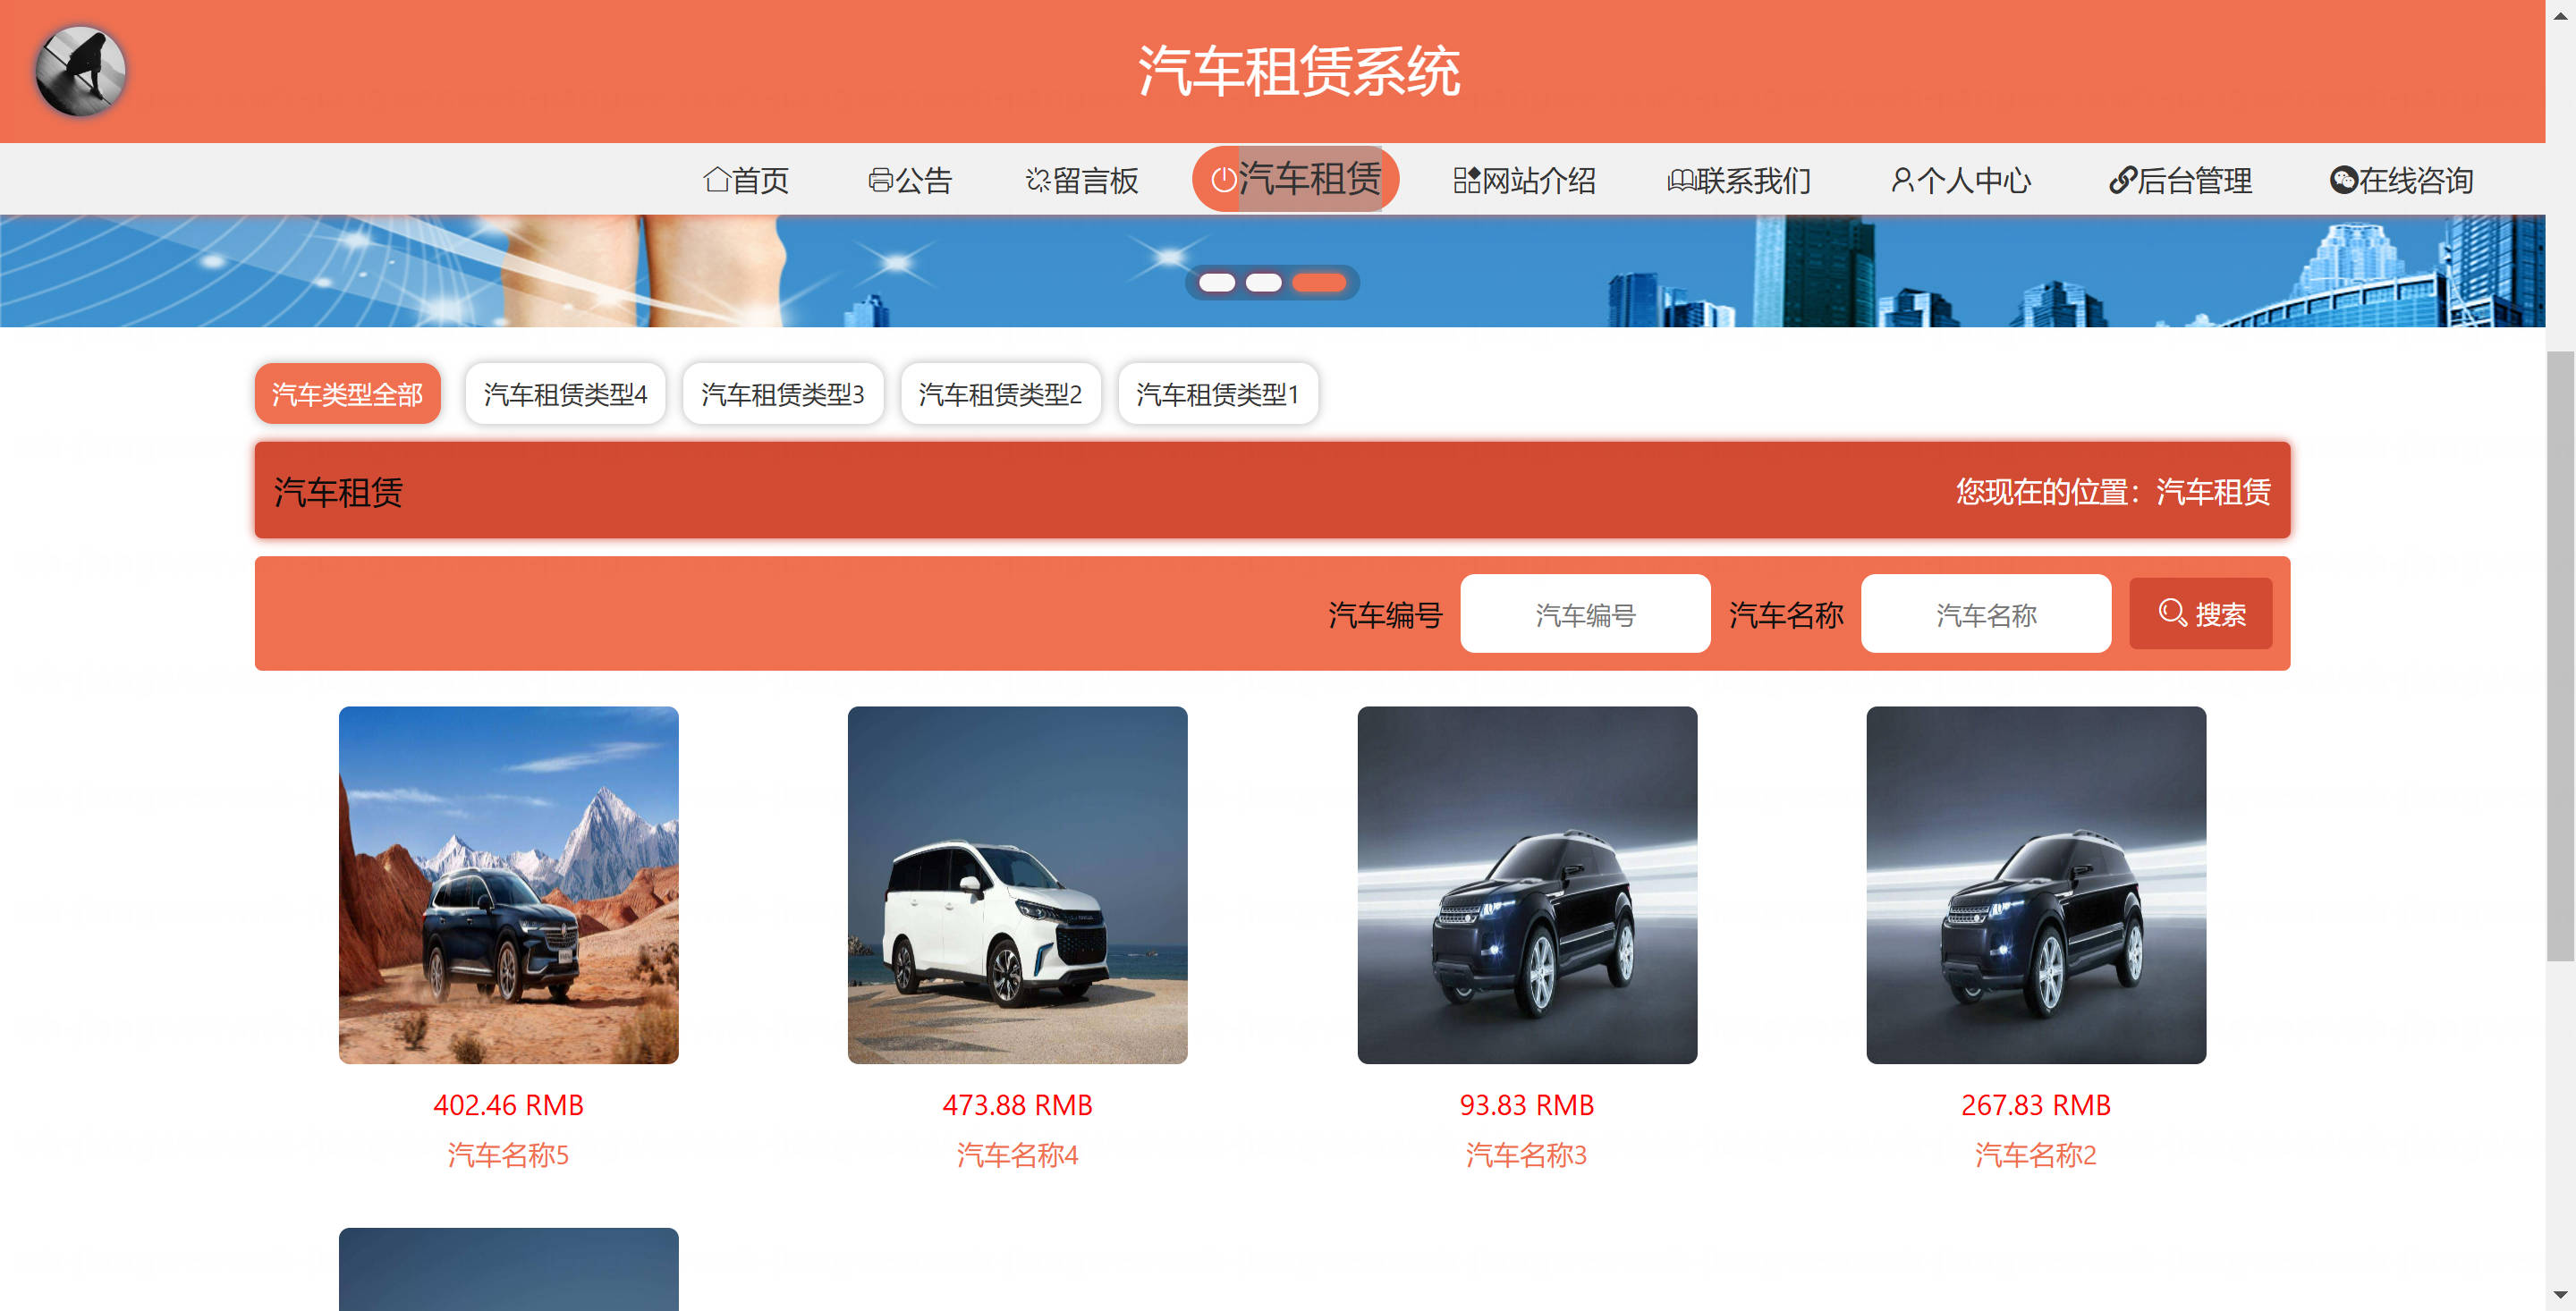 汽车租赁系统
首页 公告 留言板 汽车租赁 网站介绍 联系我们 个人中心 后台管理 在线咨询
汽车类型全部 汽车租赁类型4 汽车租赁类型3 汽车租赁类型2 汽车租赁类型1
汽车租赁 您现在的位置：汽车租赁
汽车编号 汽车编号 汽车名称 汽车名称 搜索
402.46 RMB 473.88 RMB 93.83 RMB 267.83 RMB
汽车名称5 汽车名称4 汽车名称3 汽车名称2